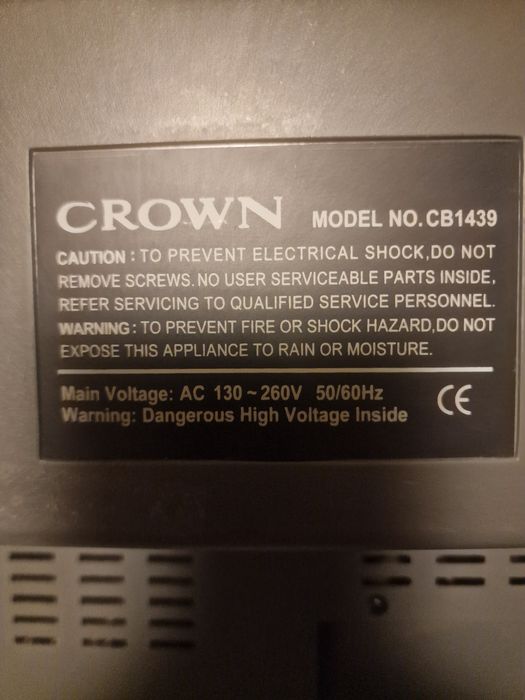 CROWN MODEL NO. CB1439
CAUTION : TO PREVENT ELECTRICAL SHOCK,DO NOT
REMOVE SCREWS. NO USER SERVICEABLE PARTS INSIDE,
REFER SERVICING TO QUALIFIED SERVICE PERSONNEL.
WARNING : TO PREVENT FIRE OR SHOCK HAZARD,DO NOT
EXPOSE THIS APPLIANCE TO RAIN OR MOISTURE.
Main Voltage: AC 130 ~ 260V 50/60Hz
Warning: Dangerous High Voltage Inside
CE